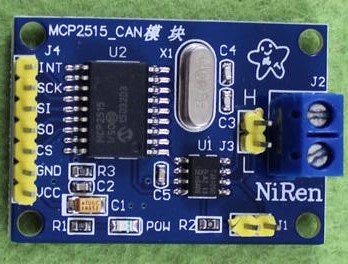 MCP2515_CAN模块
J4
U2
X1
C4
INT
SCK
SI
SO
CS
GND
VCC
MCP2515
H
J2
C3
L
U1
J3
R3
C2
C1
C5
NiRen
R1
POW
R2
J1